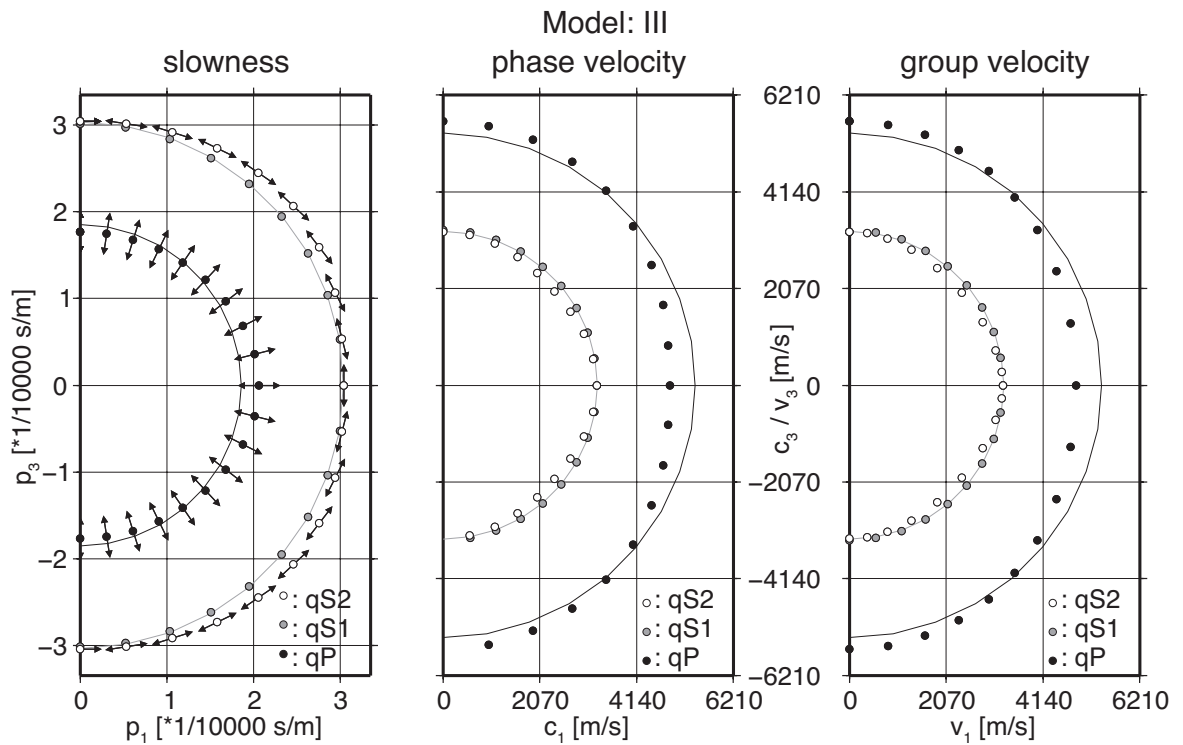 Model: III
slowness
phase velocity
group velocity
3
2
1
0
−1
−2
−3
p3 [*1/10000 s/m]
0 1 2 3
p1 [*1/10000 s/m]
: qS2
: qS1
: qP
6210
4140
2070
0
−2070
−4140
−6210
c3 / v3 [m/s]
0 2070 4140 6210
c1 [m/s]
: qS2
: qS1
: qP
0 2070 4140 6210
v1 [m/s]
: qS2
: qS1
: qP